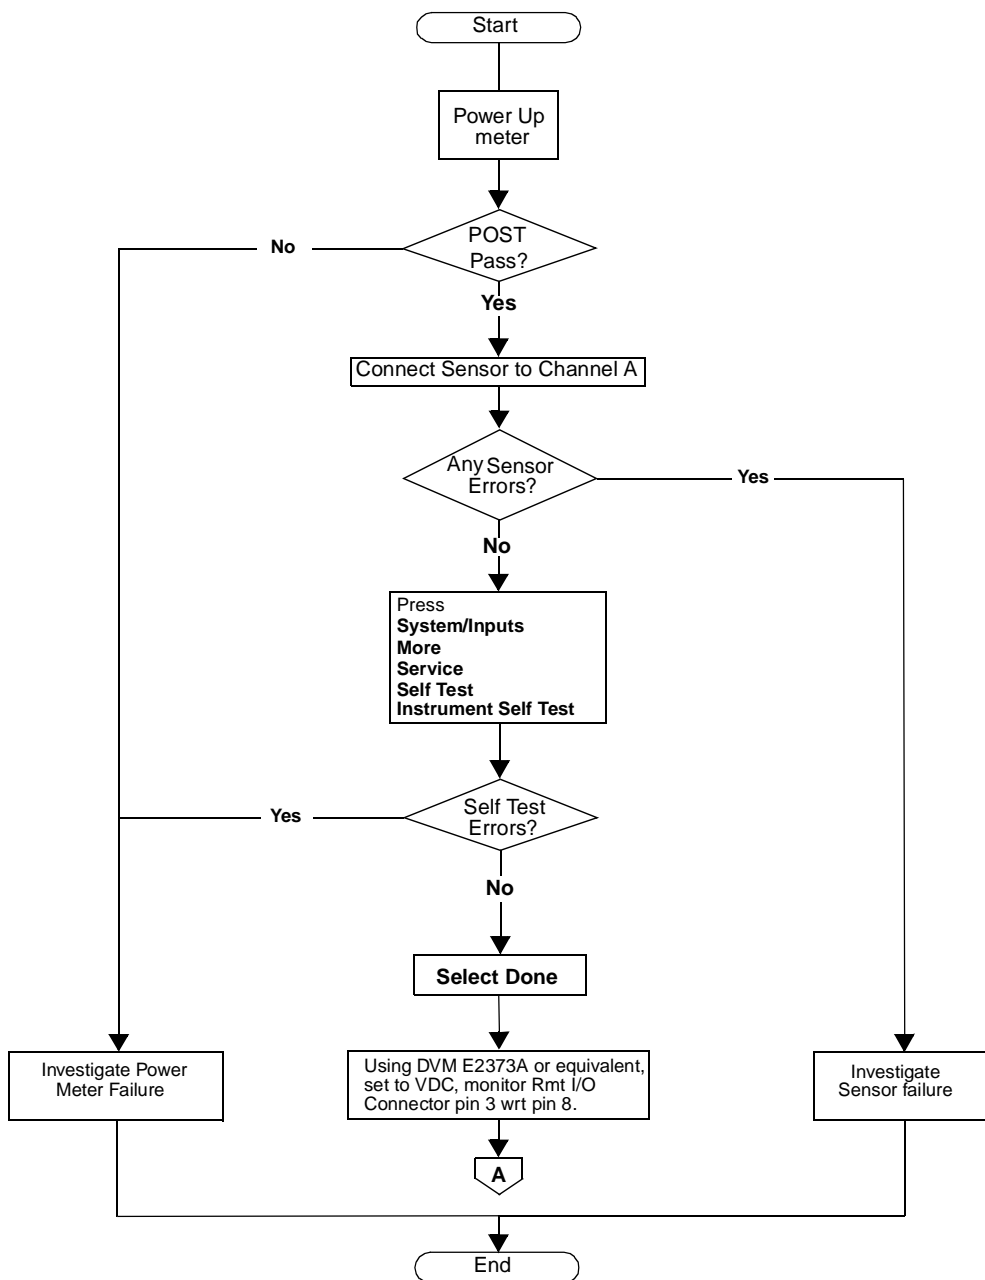 Start
Power Up
meter
POST
Pass?
No
Yes
Connect Sensor to Channel A
Any Sensor
Errors?
Yes
No
Press
System/Inputs
More
Service
Self Test
Instrument Self Test
Self Test
Errors?
Yes
No
Select Done
Investigate Power
Meter Failure
Using DVM E2373A or equivalent,
set to VDC, monitor Rmt I/O
Connector pin 3 wrt pin 8.
Investigate
Sensor failure
A
End